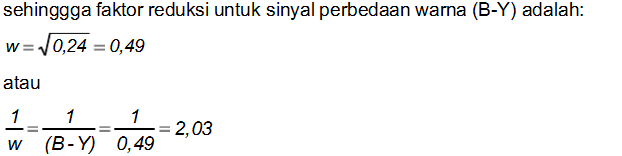 sehinggga faktor reduksi untuk sinyal perbedaan warna (B-Y) adalah:
w = √0,24 = 0,49
atau
1/w = 1/(B - Y) = 1/0,49 = 2,03